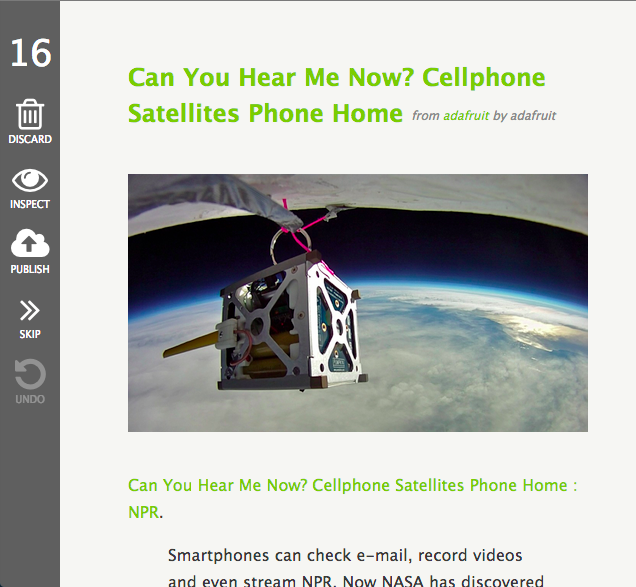 16
DISCARD
INSPECT
PUBLISH
SKIP
UNDO
Can You Hear Me Now? Cellphone
Satellites Phone Home from adafruit by adafruit
Can You Hear Me Now? Cellphone Satellites Phone Home :
NPR.
Smartphones can check e-mail, record videos
and even stream NPR. Now NASA has discovered